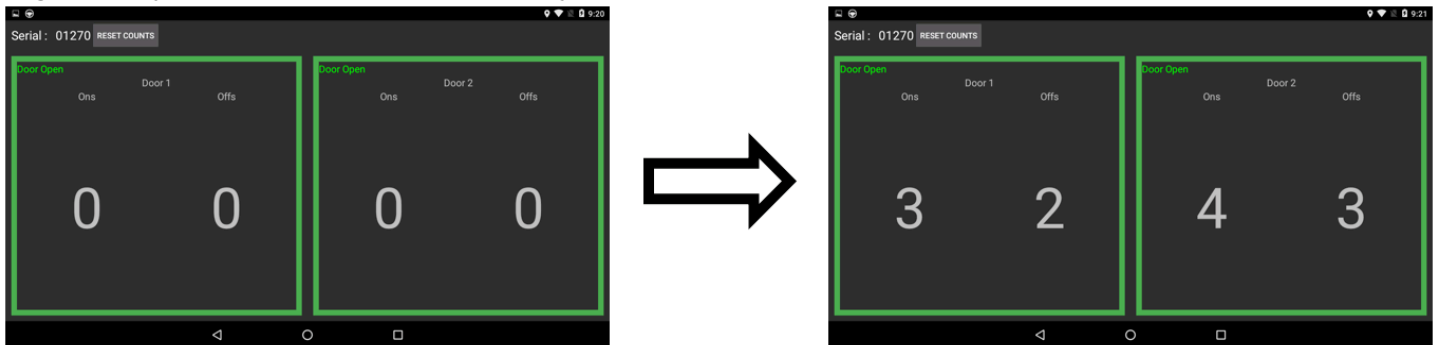 9:20
Serial : 01270 RESET COUNTS
Door Open
Door 1
Ons Offs
0 0
Door Open
Door 2
Ons Offs
0 0
9:21
Serial : 01270 RESET COUNTS
Door Open
Door 1
Ons Offs
3 2
Door Open
Door 2
Ons Offs
4 3